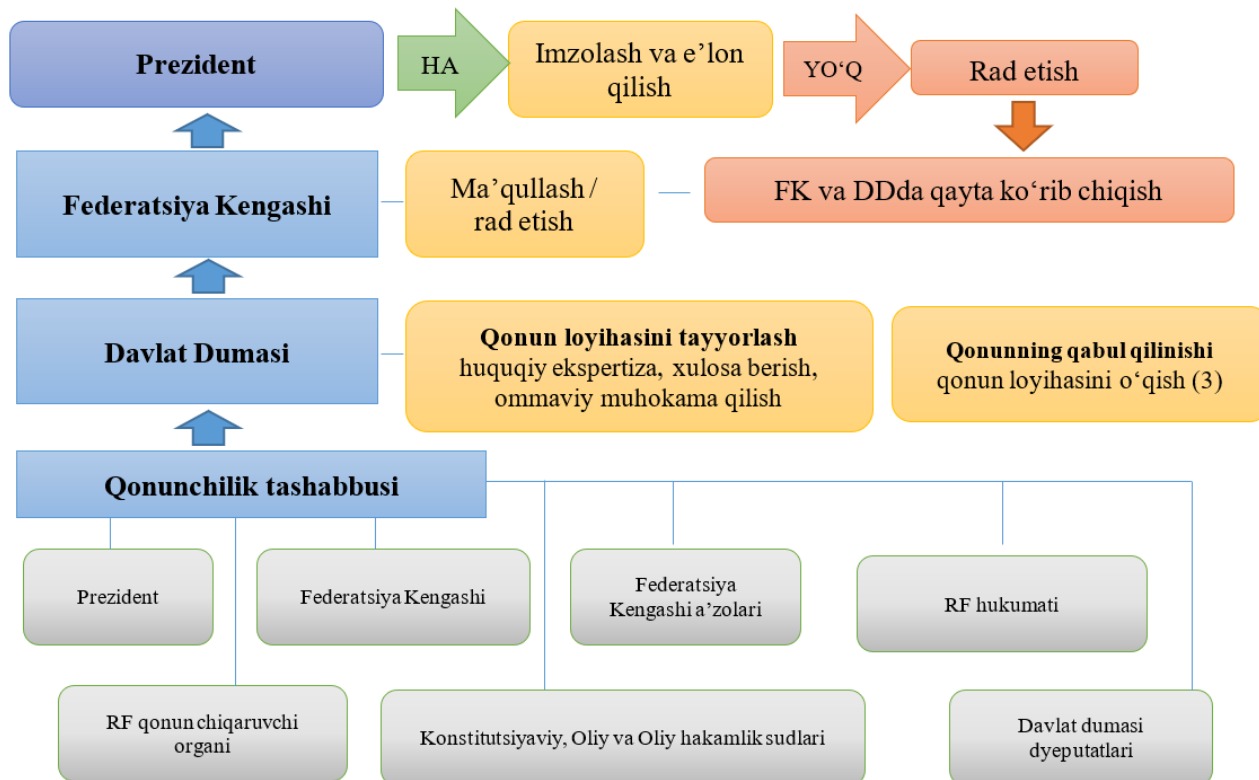 Prezident
HA
Imzolash va e’lon
qilish
YO‘Q
Rad etish
Federatsiya Kengashi
Ma’qullash /
rad etish
FK va DDda qayta ko‘rib chiqish
Davlat Dumasi
Qonun loyihasini tayyorlash
huquqiy ekspertiza, xulosa berish,
ommaviy muhokama qilish
Qonunning qabul qilinishi
qonun loyihasini o‘qish (3)
Qonunchilik tashabbusi
Prezident
Federatsiya Kengashi
Federatsiya
Kengashi a’zolari
RF hukumati
RF qonun chiqaruvchi
organi
Konstitutsiyaviy, Oliy va Oliy hakamlik sudlari
Davlat dumasi
dyeputatlari